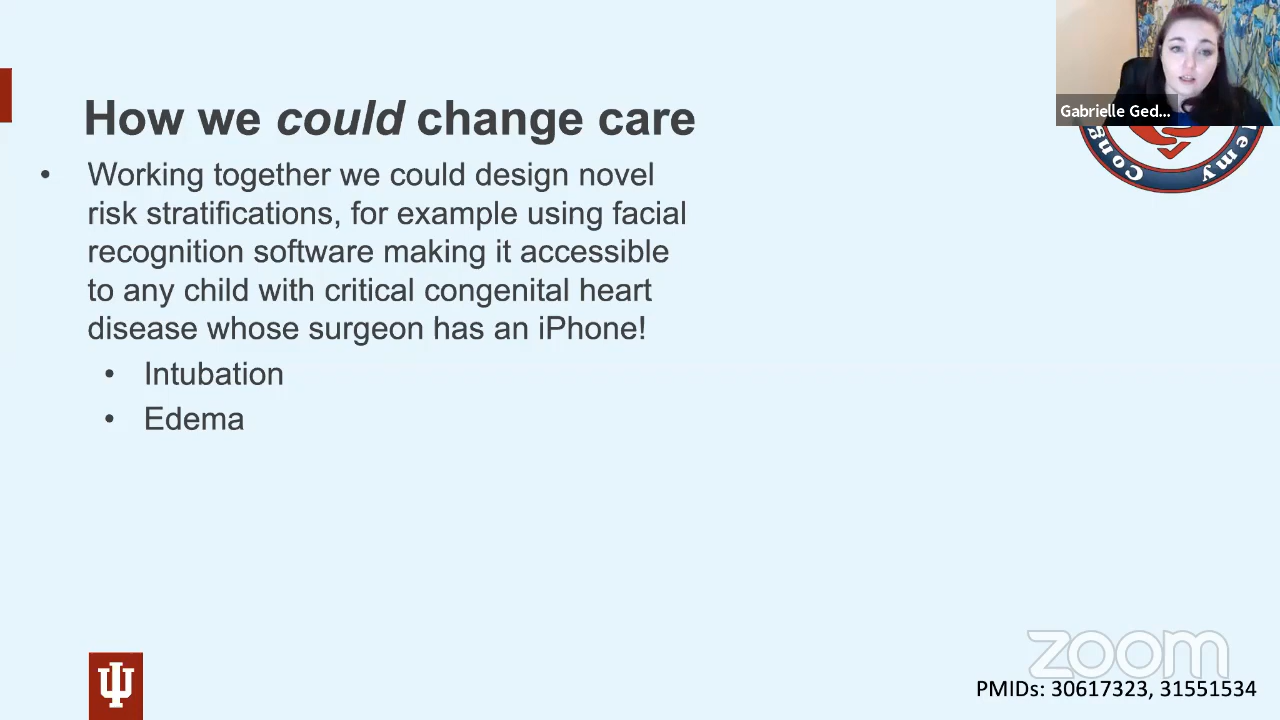 Gabrielle Ged...
How we could change care
• Working together we could design novel
risk stratifications, for example using facial
recognition software making it accessible
to any child with critical congenital heart
disease whose surgeon has an iPhone!
• Intubation
• Edema
zoom
PMIDs: 30617323, 31551534